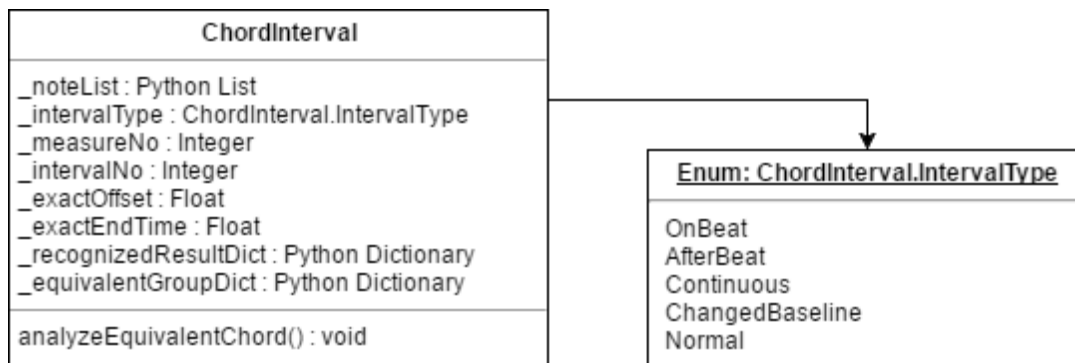 ChordInterval
_noteList : Python List
_intervalType : ChordInterval.IntervalType
_measureNo : Integer
_intervalNo : Integer
_exactOffset : Float
_exactEndTime : Float
_recognizedResultDict : Python Dictionary
_equivalentGroupDict : Python Dictionary
analyzeEquivalentChord() : void
Enum: ChordInterval.IntervalType
OnBeat
AfterBeat
Continuous
ChangedBaseline
Normal